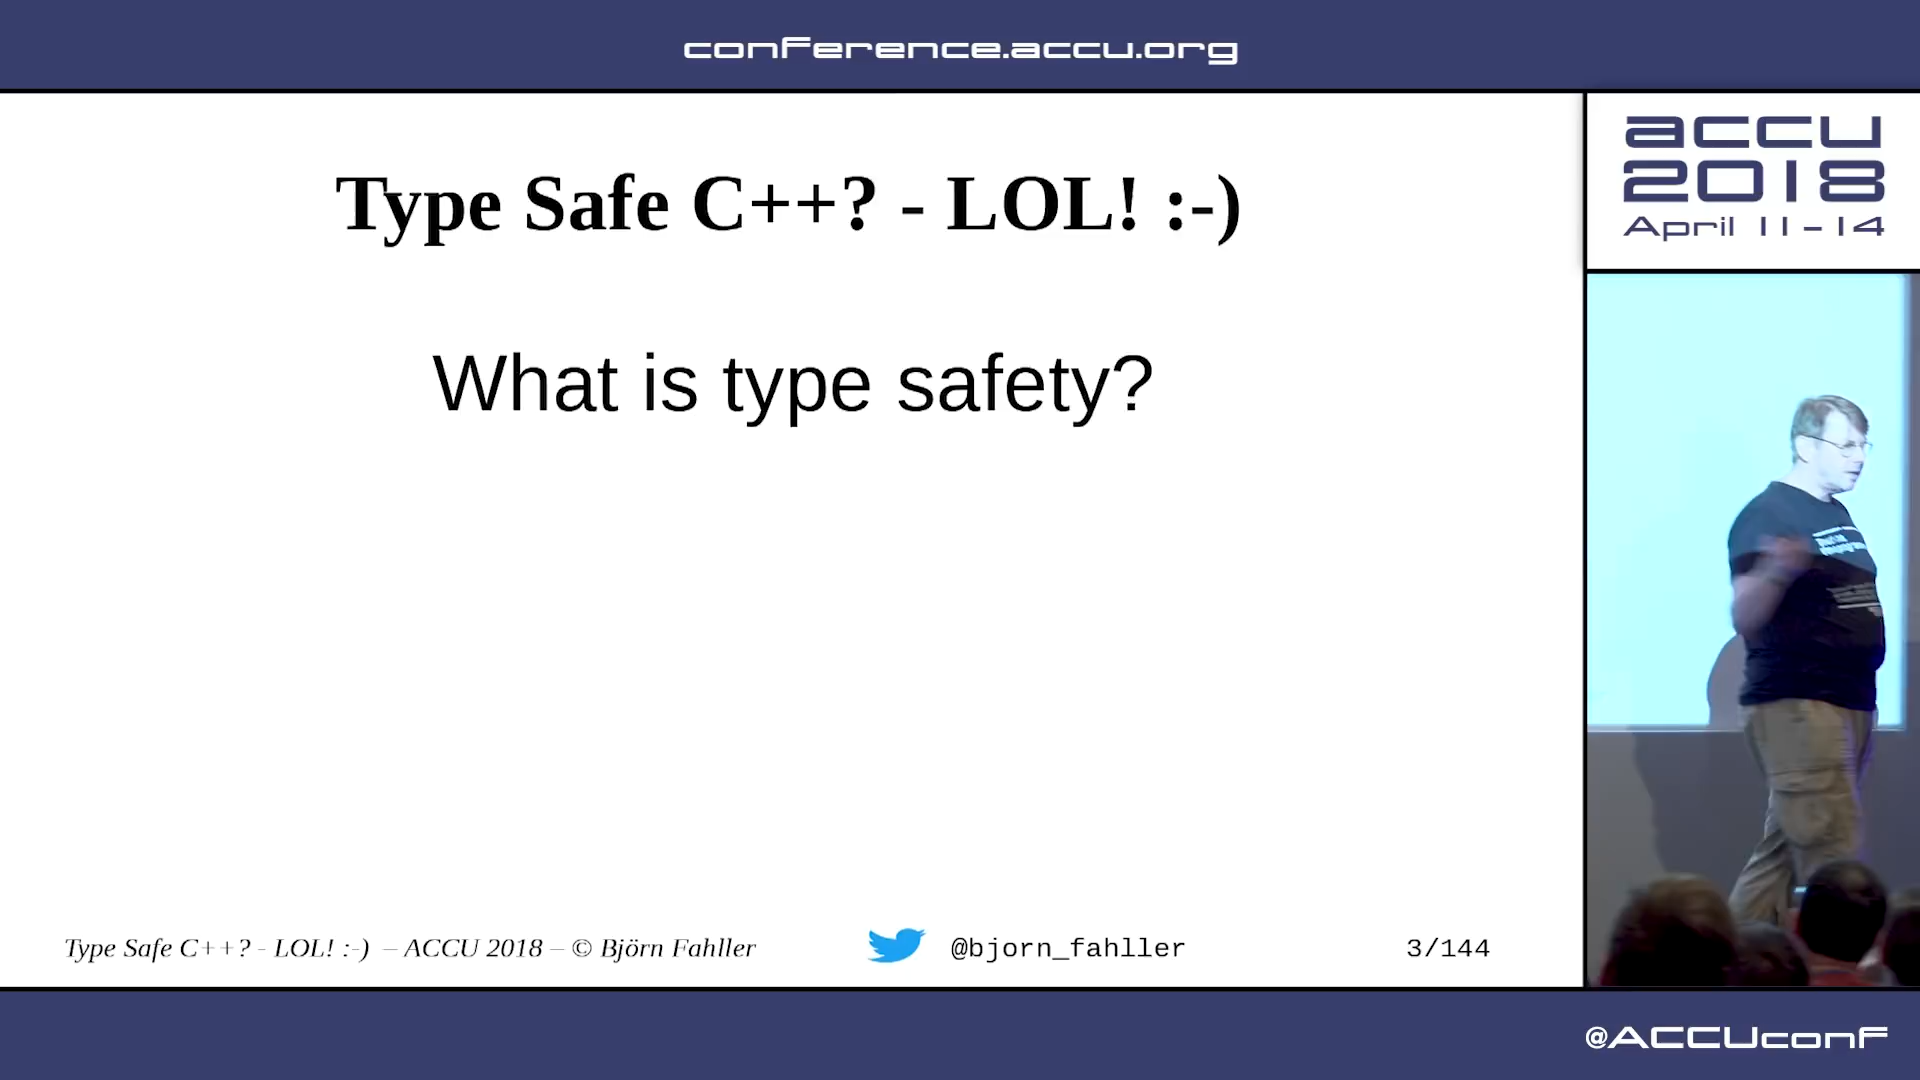 conference.accu.org
accu
2018
April 11-14
Type Safe C++? - LOL! :-)
What is type safety?
Type Safe C++? - LOL! :-) – ACCU 2018 – © Björn Fahller
@bjorn_fahller
3/144
@ACCUconf